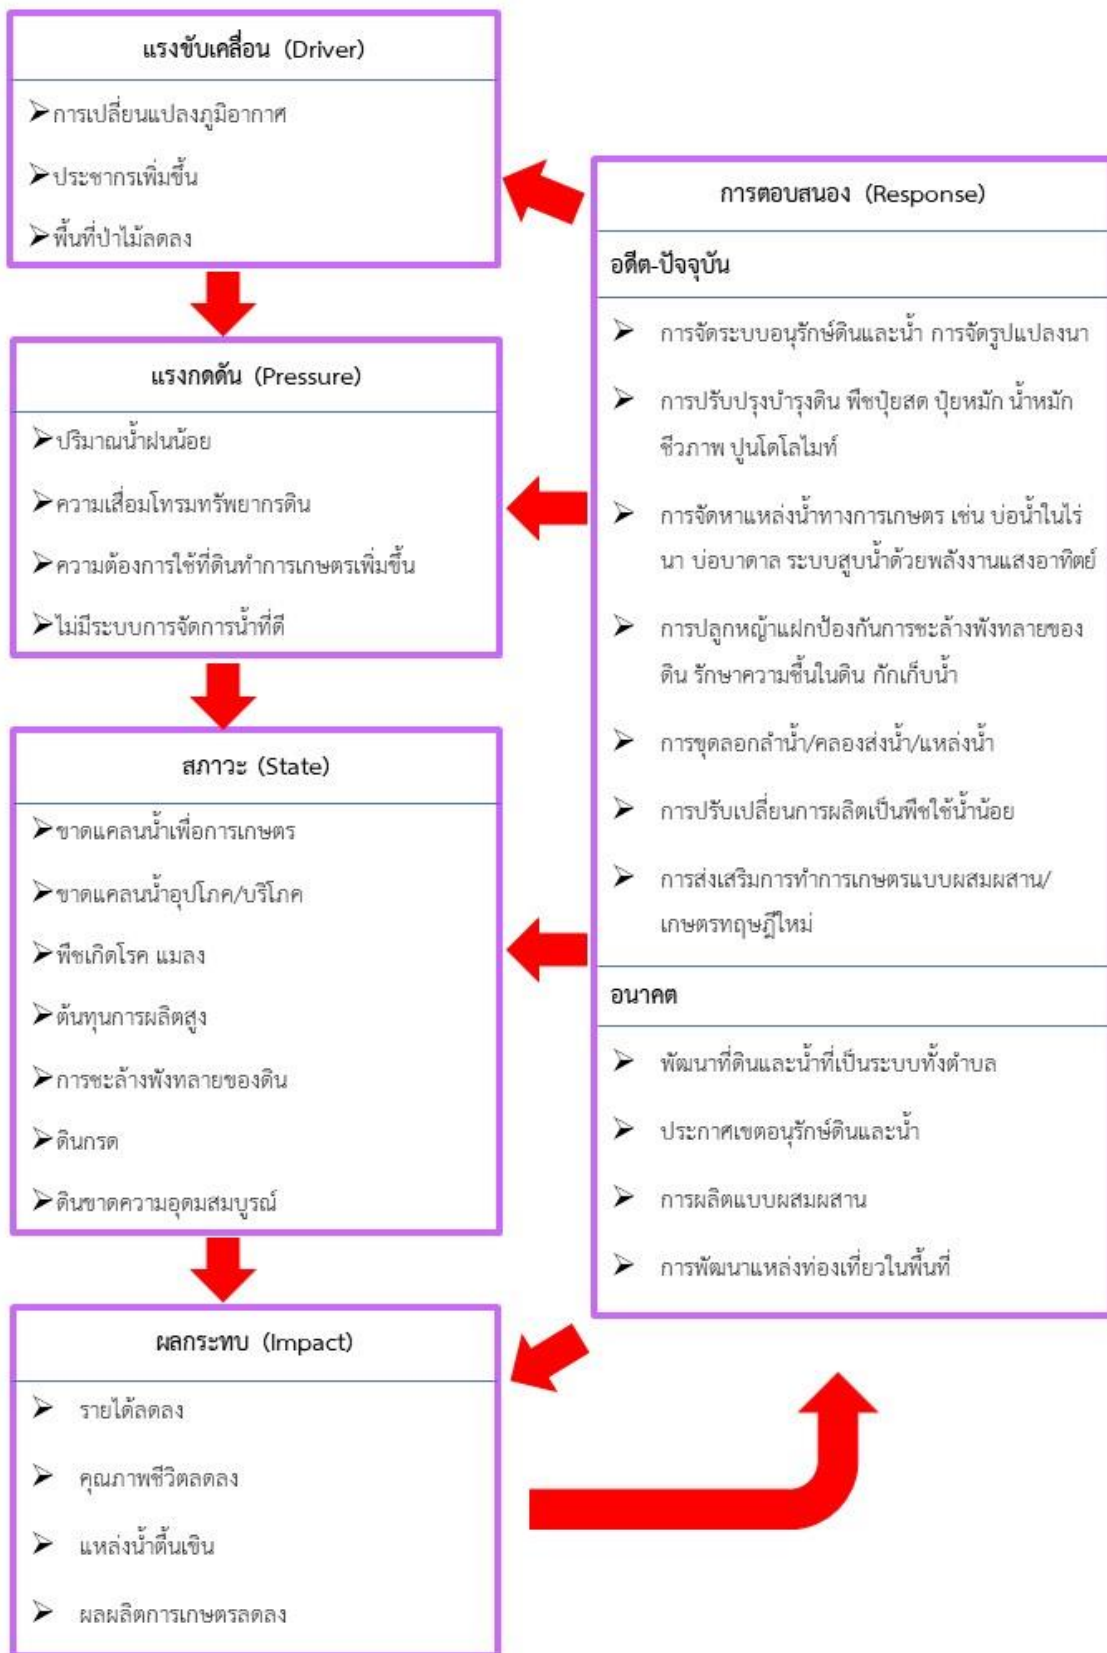 แรงขับเคลื่อน (Driver)
➢การเปลี่ยนแปลงภูมิอากาศ
➢ประชากรเพิ่มขึ้น
➢พื้นที่ป่าไม้ลดลง
แรงกดดัน (Pressure)
➢ปริมาณน้ำฝนน้อย
➢ความเสื่อมโทรมทรัพยากรดิน
➢ความต้องการใช้ที่ดินทำการเกษตรเพิ่มขึ้น
➢ไม่มีระบบการจัดการน้ำที่ดี
สภาวะ (State)
➢ขาดแคลนน้ำเพื่อการเกษตร
➢ขาดแคลนน้ำอุปโภค/บริโภค
➢พืชเกิดโรค แมลง
➢ต้นทุนการผลิตสูง
➢การชะล้างพังทลายของดิน
➢ดินกรด
➢ดินขาดความอุดมสมบูรณ์
ผลกระทบ (Impact)
➢ รายได้ลดลง
➢ คุณภาพชีวิตลดลง
➢ แหล่งน้ำตื้นเขิน
➢ ผลผลิตการเกษตรลดลง
การตอบสนอง (Response)
อดีต-ปัจจุบัน
➢ การจัดระบบอนุรักษ์ดินและน้ำ การจัดรูปแปลงนา
➢ การปรับปรุงบำรุงดิน พืชปุ๋ยสด ปุ๋ยหมัก น้ำหมัก
ชีวภาพ ปูนโดโลไมท์
➢ การจัดหาแหล่งน้ำทางการเกษตร เช่น บ่อน้ำในไร่
นา บ่อบาดาล ระบบสูบน้ำด้วยพลังงานแสงอาทิตย์
➢ การปลูกหญ้าแฝกป้องกันการชะล้างพังทลายของ
ดิน รักษาความชื้นในดิน กักเก็บน้ำ
➢ การขุดลอกลำน้ำ/คลองส่งน้ำ/แหล่งน้ำ
➢ การปรับเปลี่ยนการผลิตเป็นพืชใช้น้ำน้อย
➢ การส่งเสริมการทำการเกษตรแบบผสมผสาน/
เกษตรทฤษฎีใหม่
อนาคต
➢ พัฒนาที่ดินและน้ำที่เป็นระบบทั้งตำบล
➢ ประกาศเขตอนุรักษ์ดินและน้ำ
➢ การผลิตแบบผสมผสาน
➢ การพัฒนาแหล่งท่องเที่ยวในพื้นที่